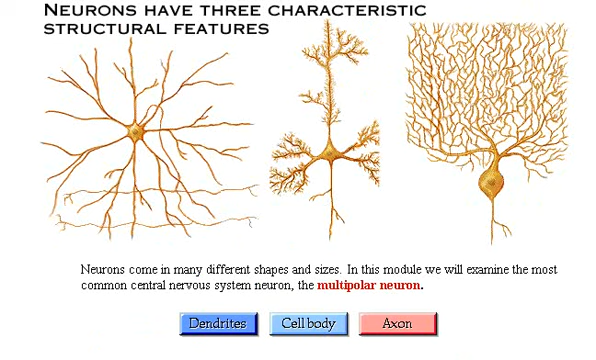 NEURONS HAVE THREE CHARACTERISTIC
STRUCTURAL FEATURES
Neurons come in many different shapes and sizes. In this module we will examine the most
common central nervous system neuron, the multipolar neuron.
Dendrites Cell body Axon